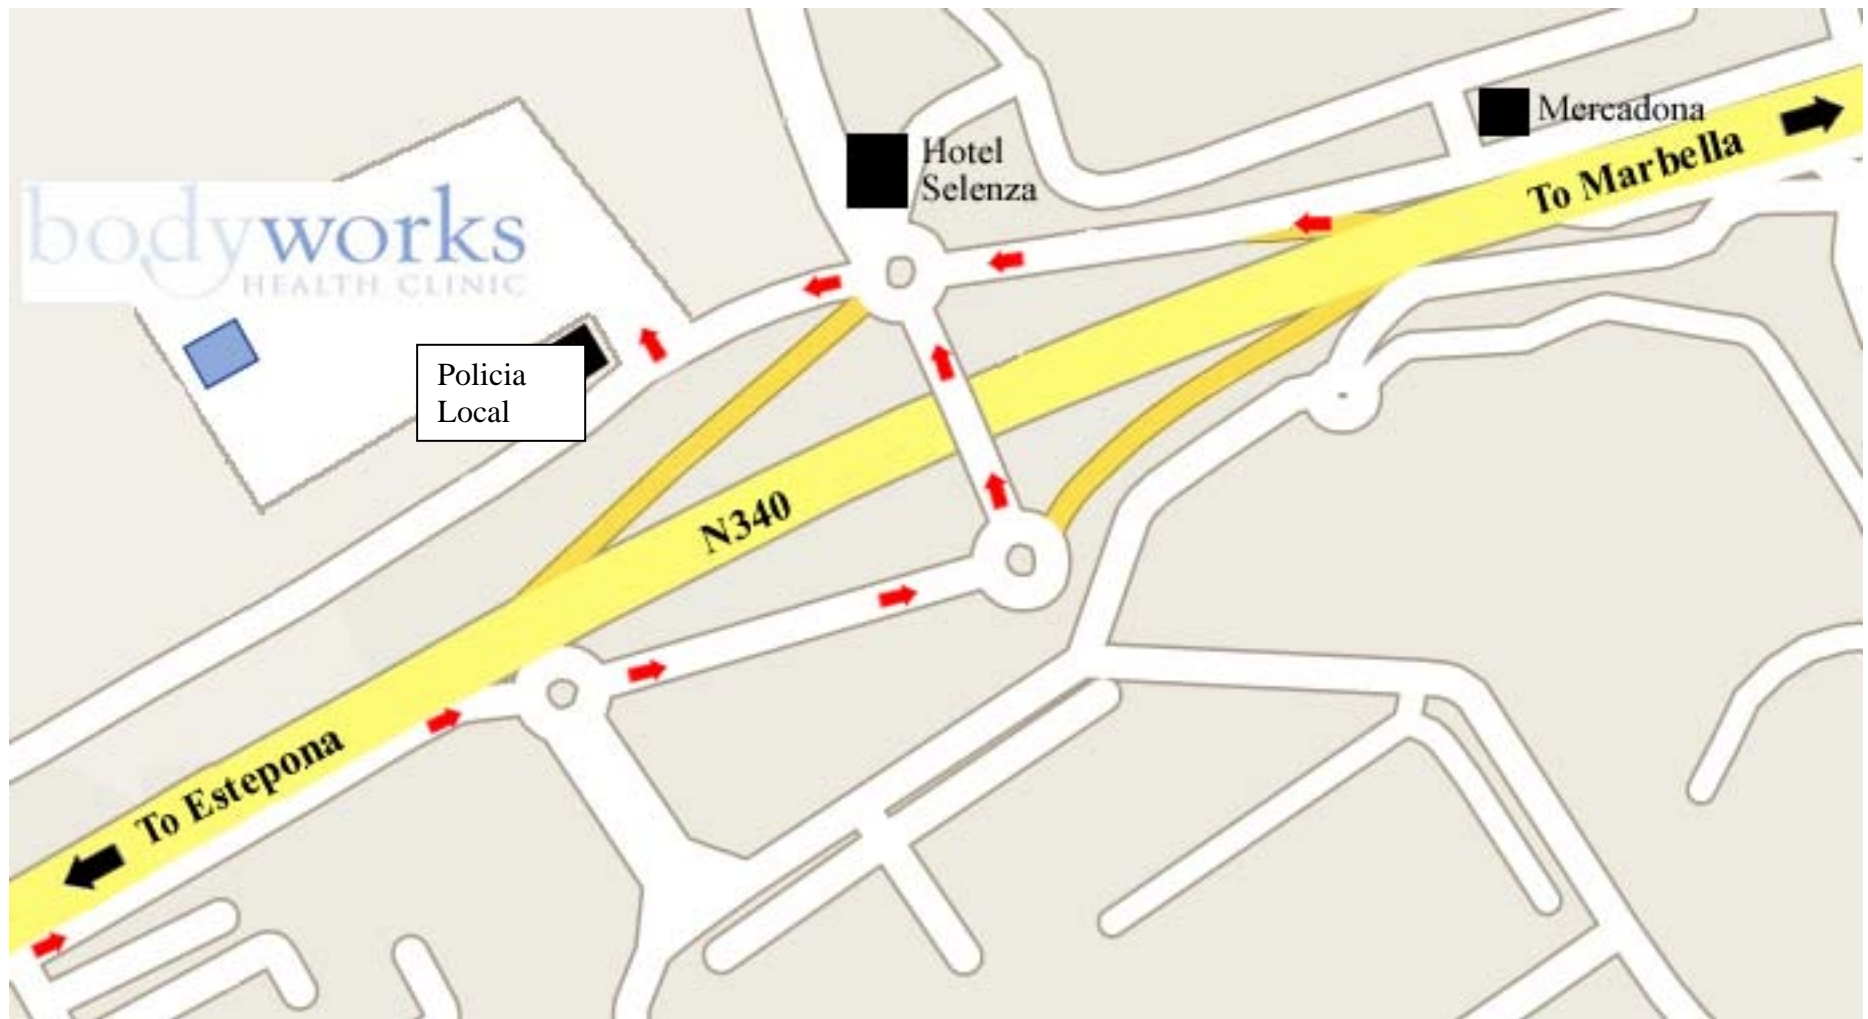 bodyworks
HEALTH CLINIC
Policia
Local
Hotel
Selenza
Mercadona
To Marbella
N340
To Estepona